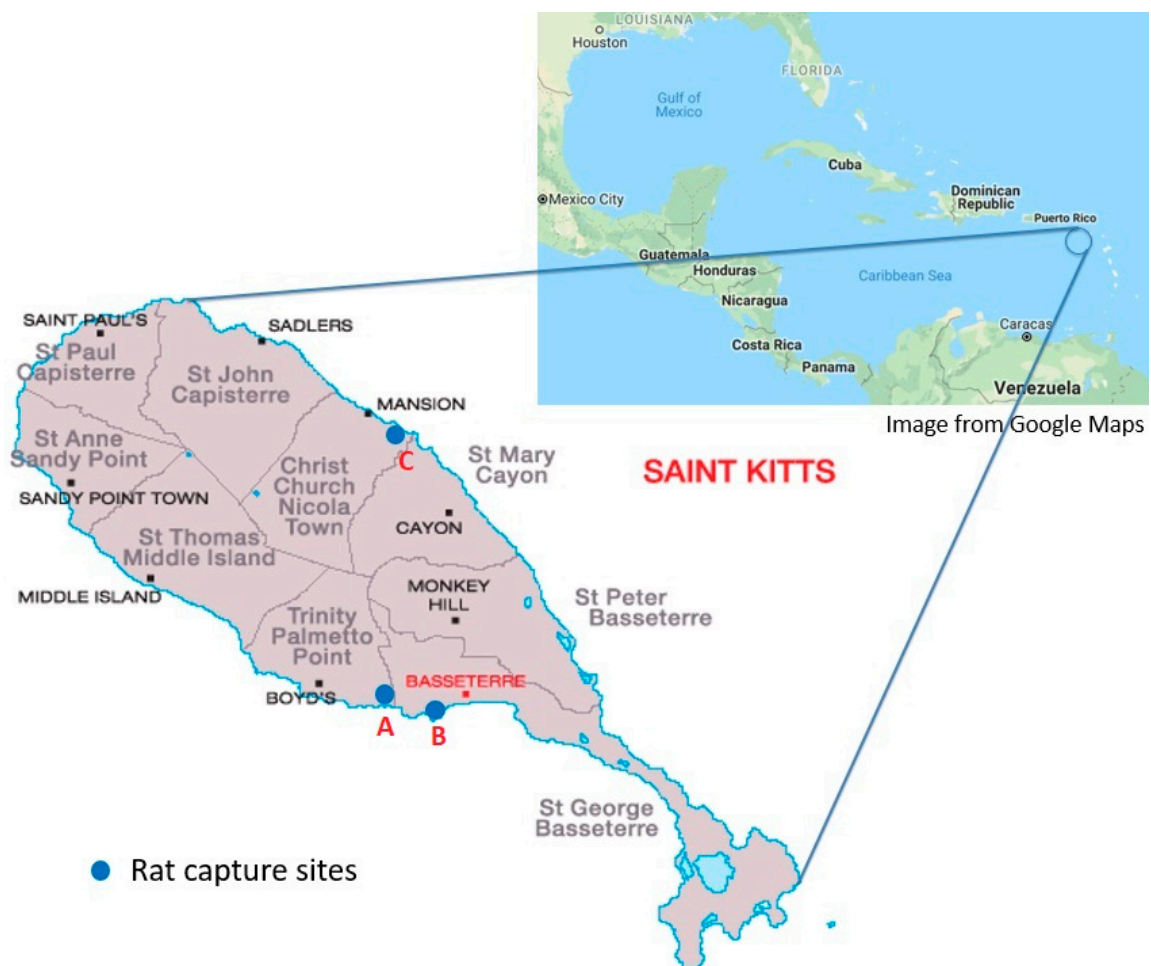 LOUISIANA
Houston
FLORIDA
Gulf of
Mexico
Cuba
Mexico City
Dominican
Republic
Puerto Rico
Guatemala
Honduras
Caribbean Sea
Nicaragua
Caracas
Costa Rica
Panama
Venezuela
Image from Google Maps
SAINT PAUL'S
SADLERS
St Paul
Capisterre
St John
Capisterre
MANSION
C
St Mary
Cayon
SAINT KITTS
St Anne
Sandy Point
SANDY POINT TOWN
Christ
Church
Nicola
Town
CAYON
St Thomas
Middle Island
MIDDLE ISLAND
MONKEY
HILL
St Peter
Basseterre
Trinity
Palmetto
Point
BOYD'S
BASSETERRE
A
B
St George
Basseterre
Rat capture sites